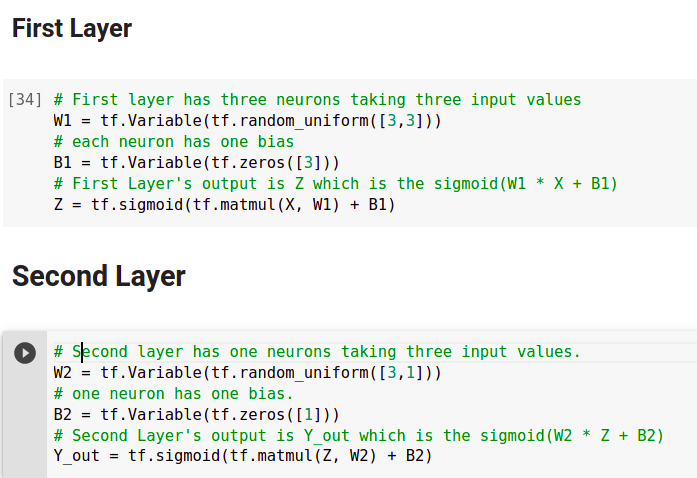 First Layer
[34] # First layer has three neurons taking three input values
W1 = tf.Variable(tf.random_uniform([3,3]))
# each neuron has one bias
B1 = tf.Variable(tf.zeros([3]))
# First Layer's output is Z which is the sigmoid(W1 * X + B1)
Z = tf.sigmoid(tf.matmul(X, W1) + B1)
Second Layer
# Second layer has one neurons taking three input values.
W2 = tf.Variable(tf.random_uniform([3,1]))
# one neuron has one bias.
B2 = tf.Variable(tf.zeros([1]))
# Second Layer's output is Y_out which is the sigmoid(W2 * Z + B2)
Y_out = tf.sigmoid(tf.matmul(Z, W2) + B2)